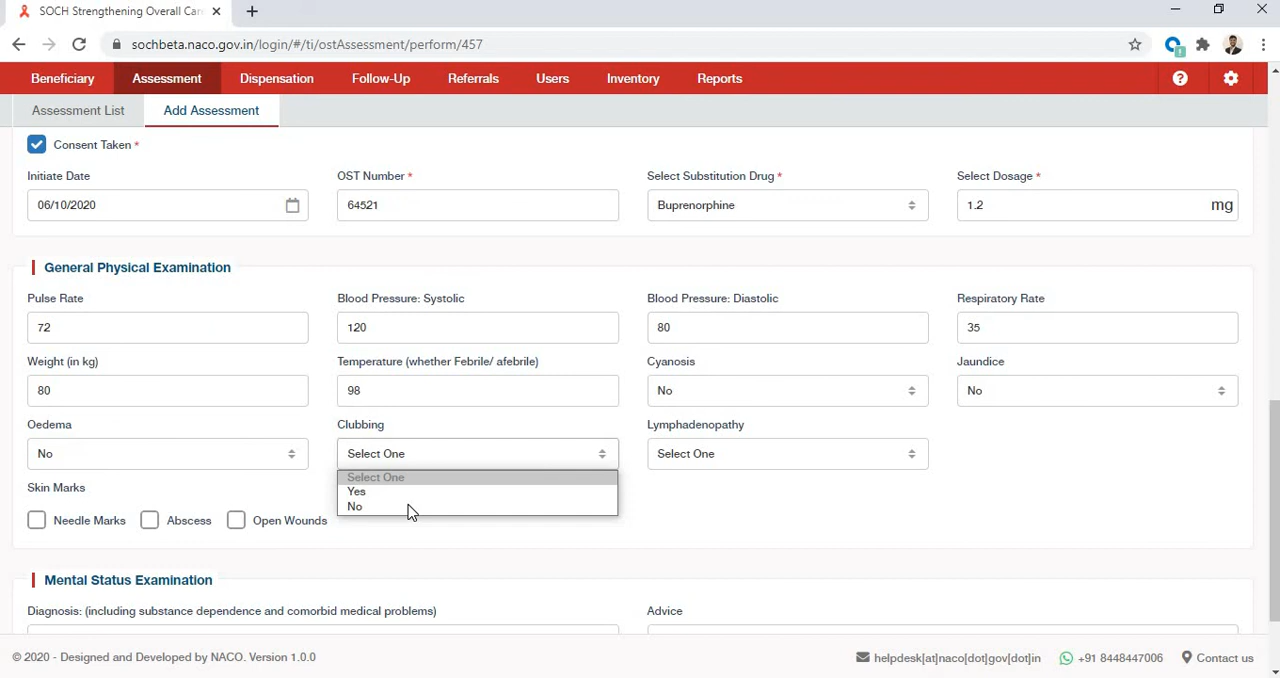 SOCH Strengthening Overall Car
sochbeta.naco.gov.in/login/#/ti/ostAssessment/perform/457
Beneficiary Assessment Dispensation Follow-Up Referrals Users Inventory Reports
Assessment List Add Assessment
Consent Taken *
Initiate Date OST Number * Select Substitution Drug * Select Dosage *
06/10/2020 64521 Buprenorphine 1.2 mg
General Physical Examination
Pulse Rate Blood Pressure: Systolic Blood Pressure: Diastolic Respiratory Rate
72 120 80 35
Weight (in kg) Temperature (whether Febrile/ afebrile) Cyanosis Jaundice
80 98 No No
Oedema Clubbing Lymphadenopathy
No Select One Select One
Select One
Yes
No
Skin Marks
Needle Marks Abscess Open Wounds
Mental Status Examination
Diagnosis: (including substance dependence and comorbid medical problems) Advice
© 2020 - Designed and Developed by NACO. Version 1.0.0 helpdesk[at]naco[dot]gov[dot]in +91 8448447006 Contact us